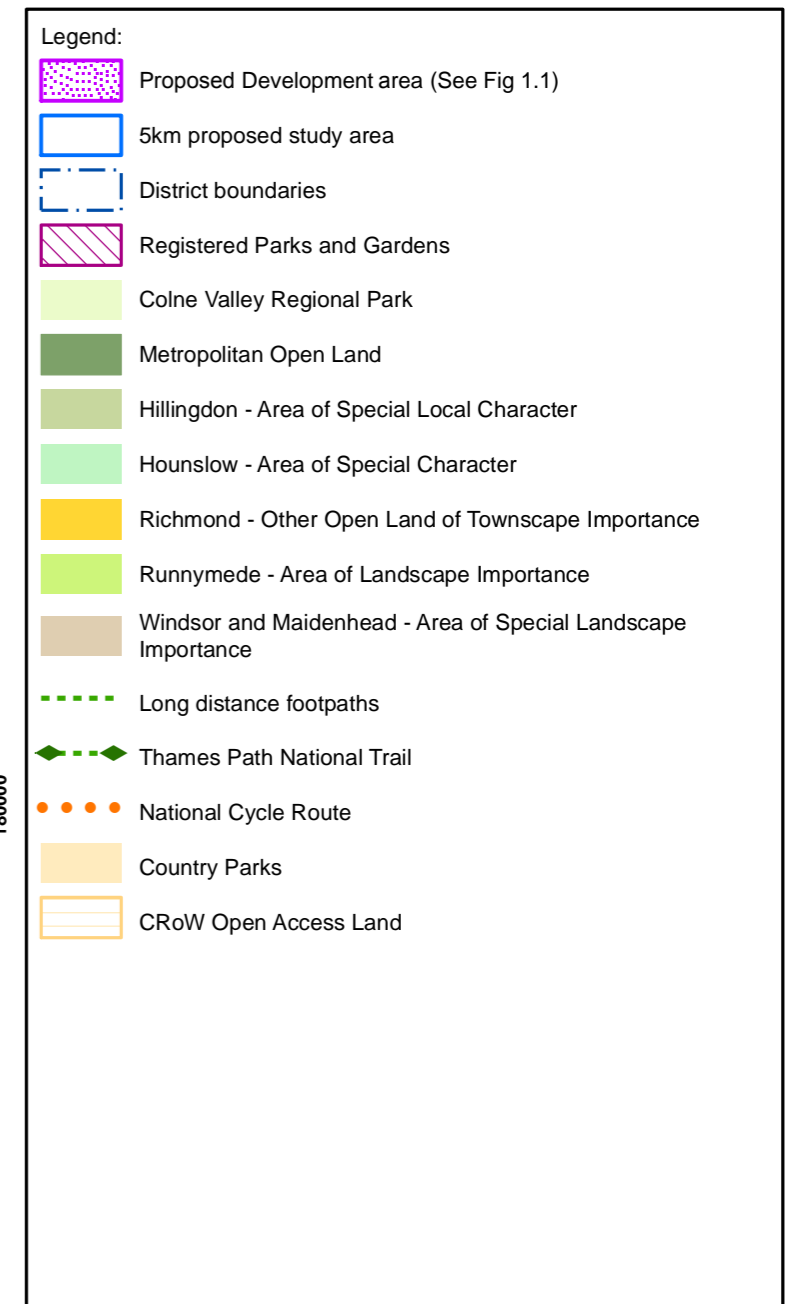 Legend:
Proposed Development area (See Fig 1.1)
5km proposed study area
District boundaries
Registered Parks and Gardens
Colne Valley Regional Park
Metropolitan Open Land
Hillingdon - Area of Special Local Character
Hounslow - Area of Special Character
Richmond - Other Open Land of Townscape Importance
Runnymede - Area of Landscape Importance
Windsor and Maidenhead - Area of Special Landscape
Importance
Long distance footpaths
Thames Path National Trail
National Cycle Route
Country Parks
CRoW Open Access Land